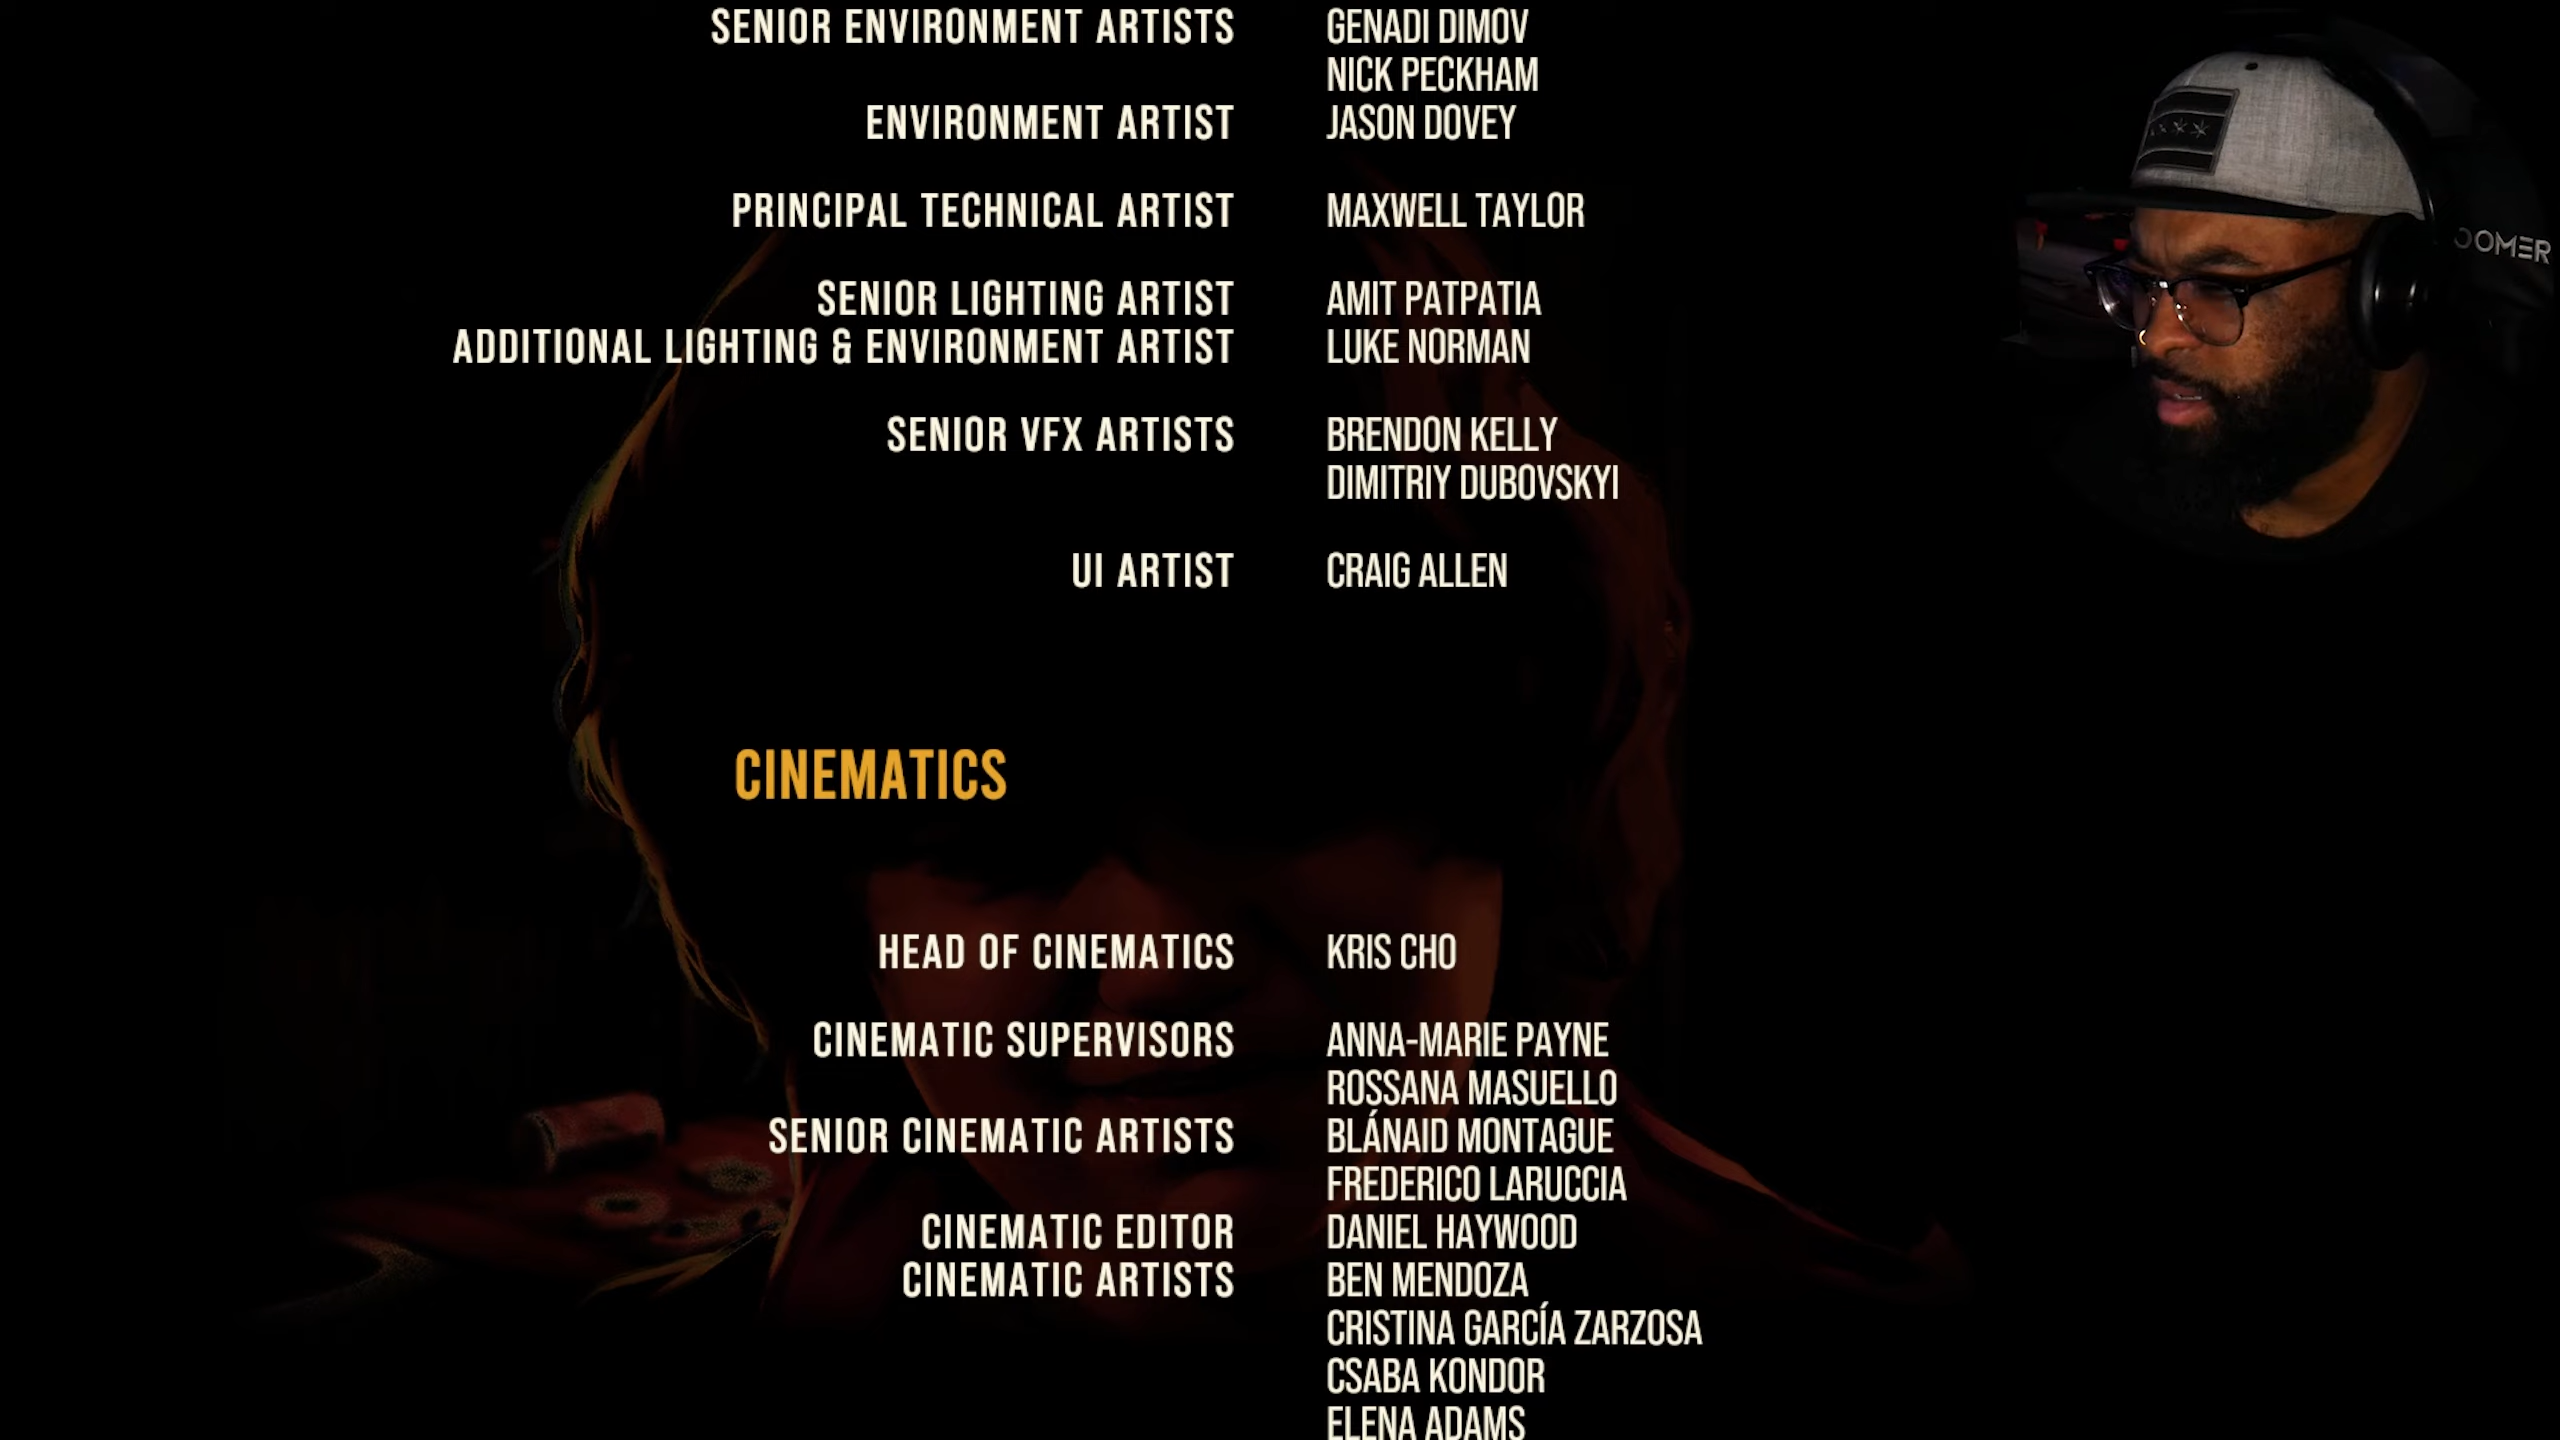 SENIOR ENVIRONMENT ARTISTS GENADI DIMOV
NICK PECKHAM
ENVIRONMENT ARTIST JASON DOVEY
PRINCIPAL TECHNICAL ARTIST MAXWELL TAYLOR
SENIOR LIGHTING ARTIST AMIT PATPATIA
ADDITIONAL LIGHTING & ENVIRONMENT ARTIST LUKE NORMAN
SENIOR VFX ARTISTS BRENDON KELLY
DIMITRIY DUBOVSKYI
UI ARTIST CRAIG ALLEN
CINEMATICS
HEAD OF CINEMATICS KRIS CHO
CINEMATIC SUPERVISORS ANNA-MARIE PAYNE
ROSSANA MASUELLO
SENIOR CINEMATIC ARTISTS BLÁNAID MONTAGUE
FREDERICO LARUCCIA
CINEMATIC EDITOR DANIEL HAYWOOD
CINEMATIC ARTISTS BEN MENDOZA
CRISTINA GARCÍA ZARZOSA
CSABA KONDOR
ELENA ADAMS